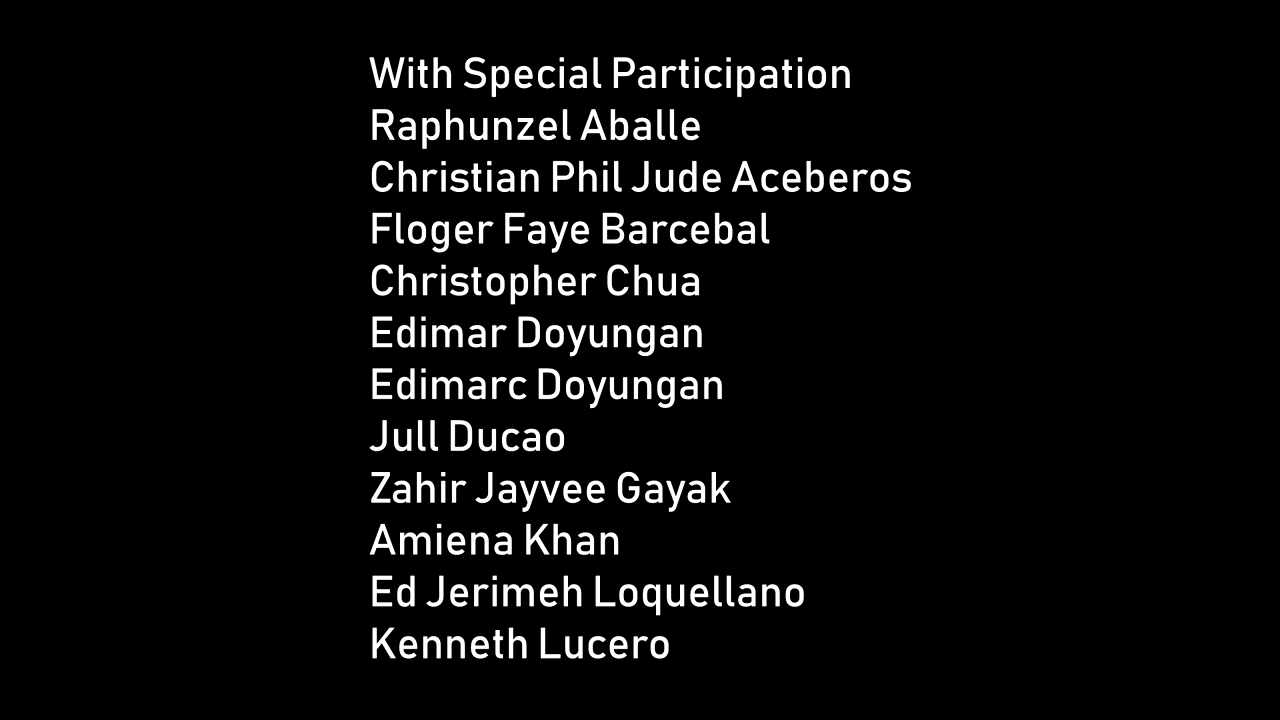 With Special Participation
Raphunzel Aballe
Christian Phil Jude Aceberos
Floger Faye Barcebal
Christopher Chua
Edimar Doyungan
Edimarc Doyungan
Jull Ducao
Zahir Jayvee Gayak
Amiena Khan
Ed Jerimeh Loquellano
Kenneth Lucero